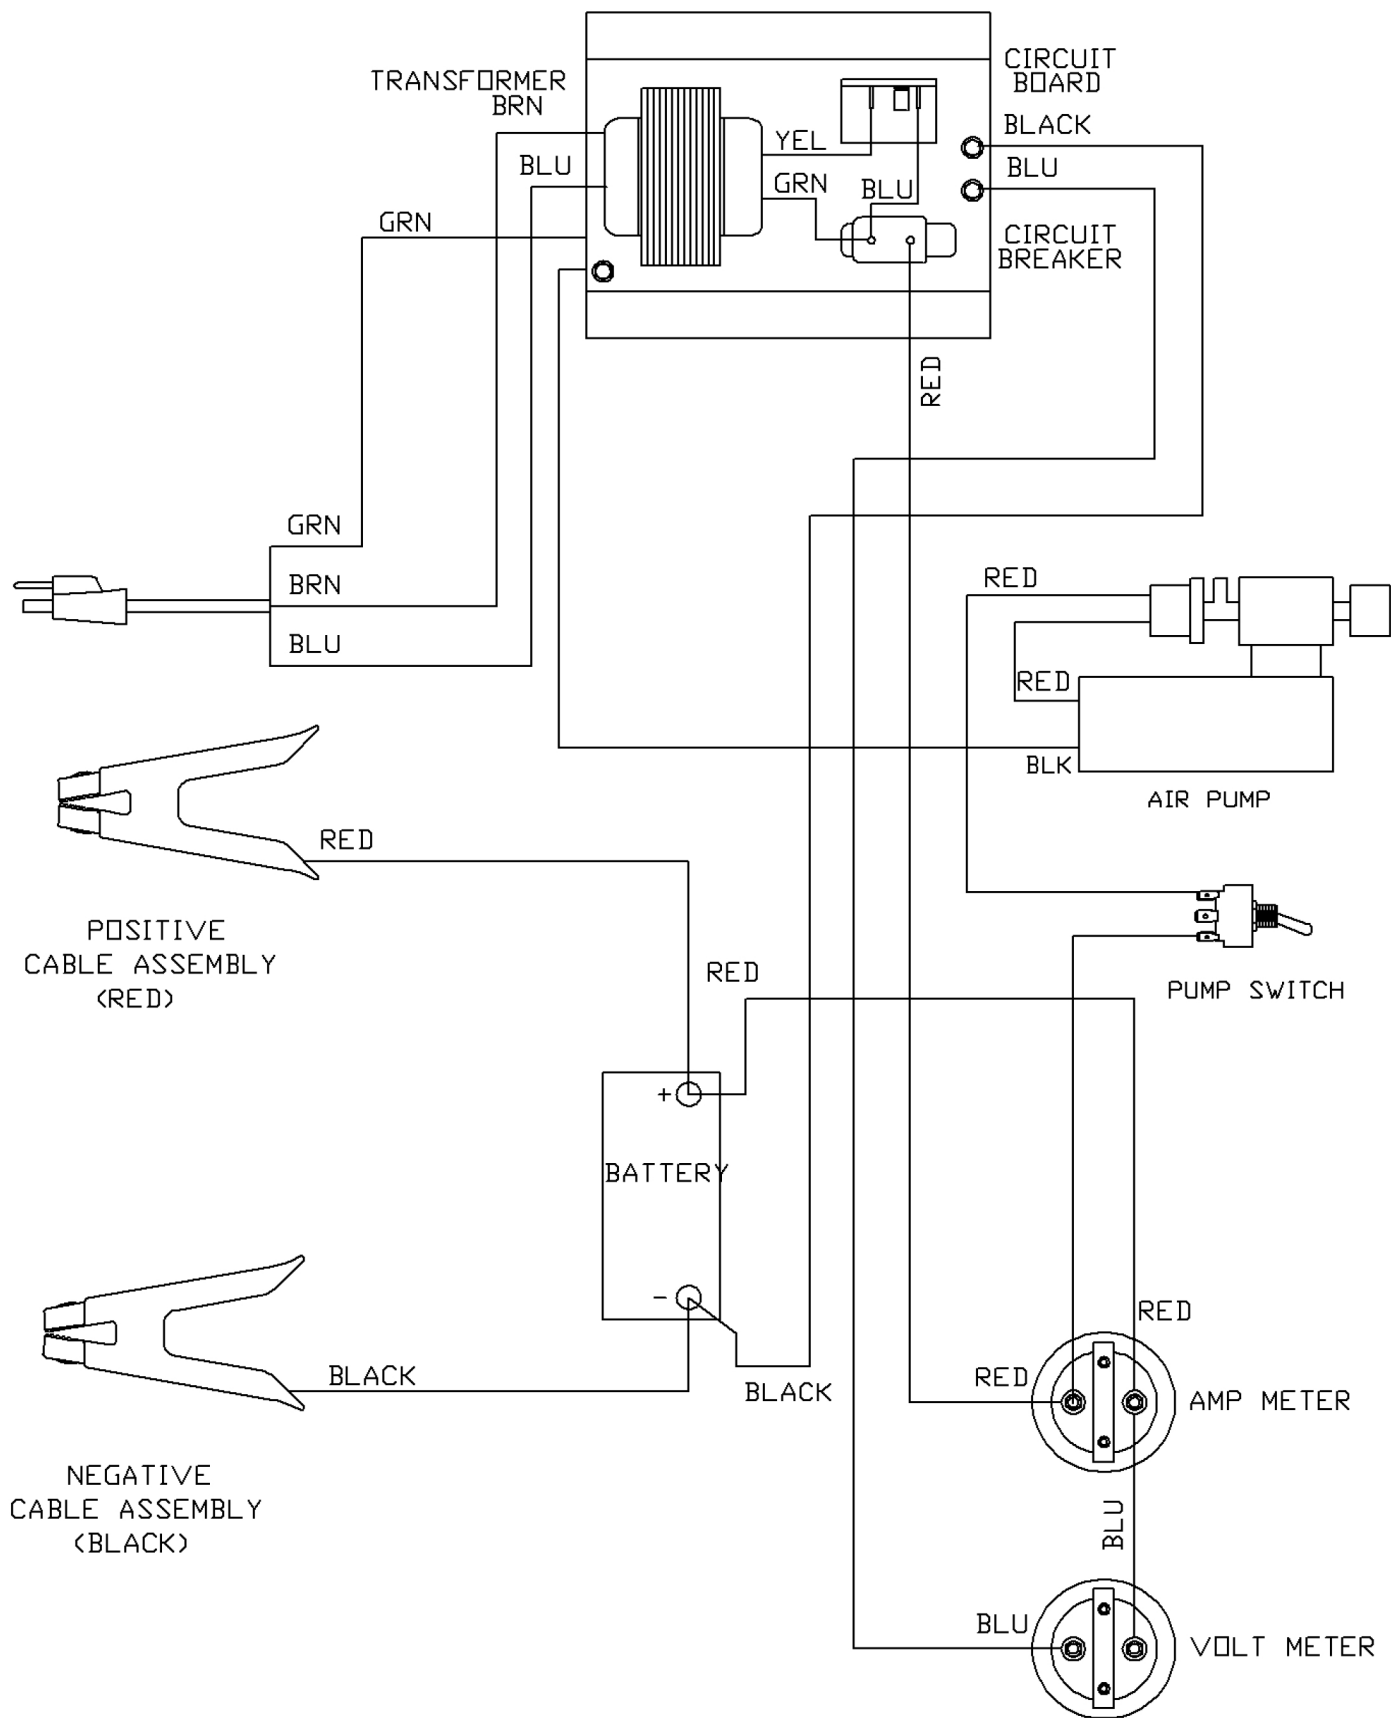 CIRCUIT
BOARD
TRANSFORMER
BRN
BLACK
YEL
BLU
BLU
GRN
BLU
GRN
CIRCUIT
BREAKER
RED
GRN
RED
BRN
BLU
RED
BLK
AIR PUMP
RED
POSITIVE
CABLE ASSEMBLY
(RED)
RED
PUMP SWITCH
+
BATTERY
-
RED
RED
BLACK
BLACK
AMP METER
NEGATIVE
CABLE ASSEMBLY
(BLACK)
BLU
BLU
VOLT METER